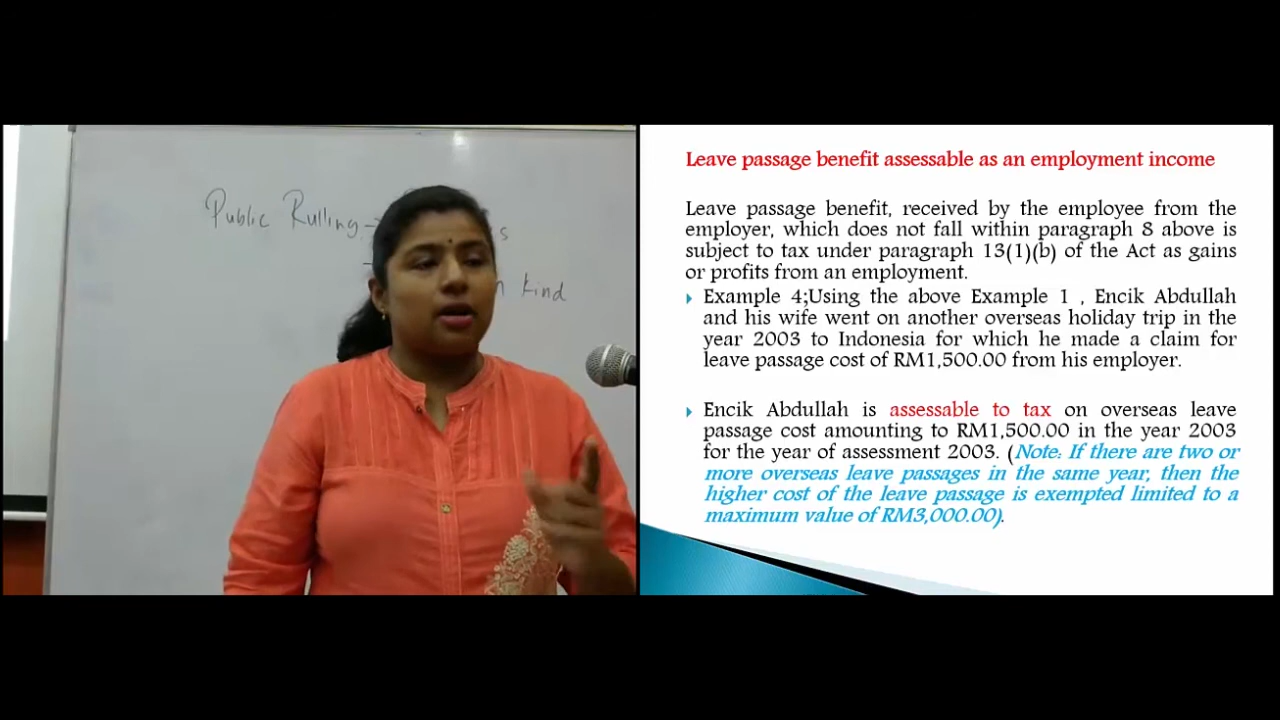 Public Rulling
kind
Leave passage benefit assessable as an employment income
Leave passage benefit, received by the employee from the
employer, which does not fall within paragraph 8 above is
subject to tax under paragraph 13(1)(b) of the Act as gains
or profits from an employment.
Example 4;Using the above Example 1 , Encik Abdullah
and his wife went on another overseas holiday trip in the
year 2003 to Indonesia for which he made a claim for
leave passage cost of RM1,500.00 from his employer.
Encik Abdullah is assessable to tax on overseas leave
passage cost amounting to RM1,500.00 in the year 2003
for the year of assessment 2003. (Note: If there are two or
more overseas leave passages in the same year, then the
higher cost of the leave passage is exempted limited to a
maximum value of RM3,000.00).